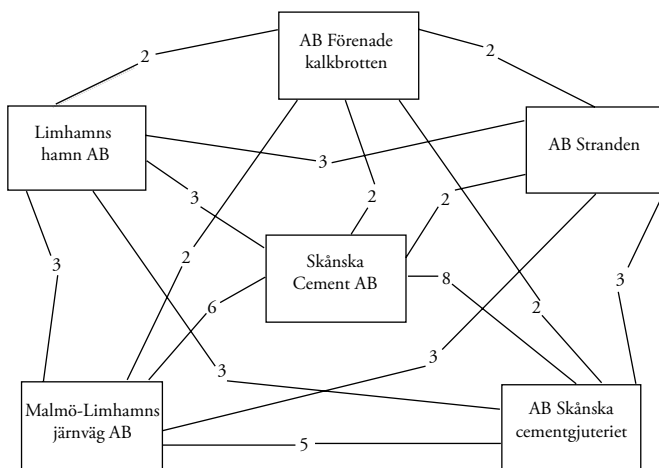 AB Förenade
kalkbrotten
2
2
Limhamns
hamn AB
AB Stranden
3
3
2
2
Skånska
Cement AB
3
2
6
8
3
2
3
3
Malmö-Limhamns
järnväg AB
AB Skånska
cementgjuteriet
5